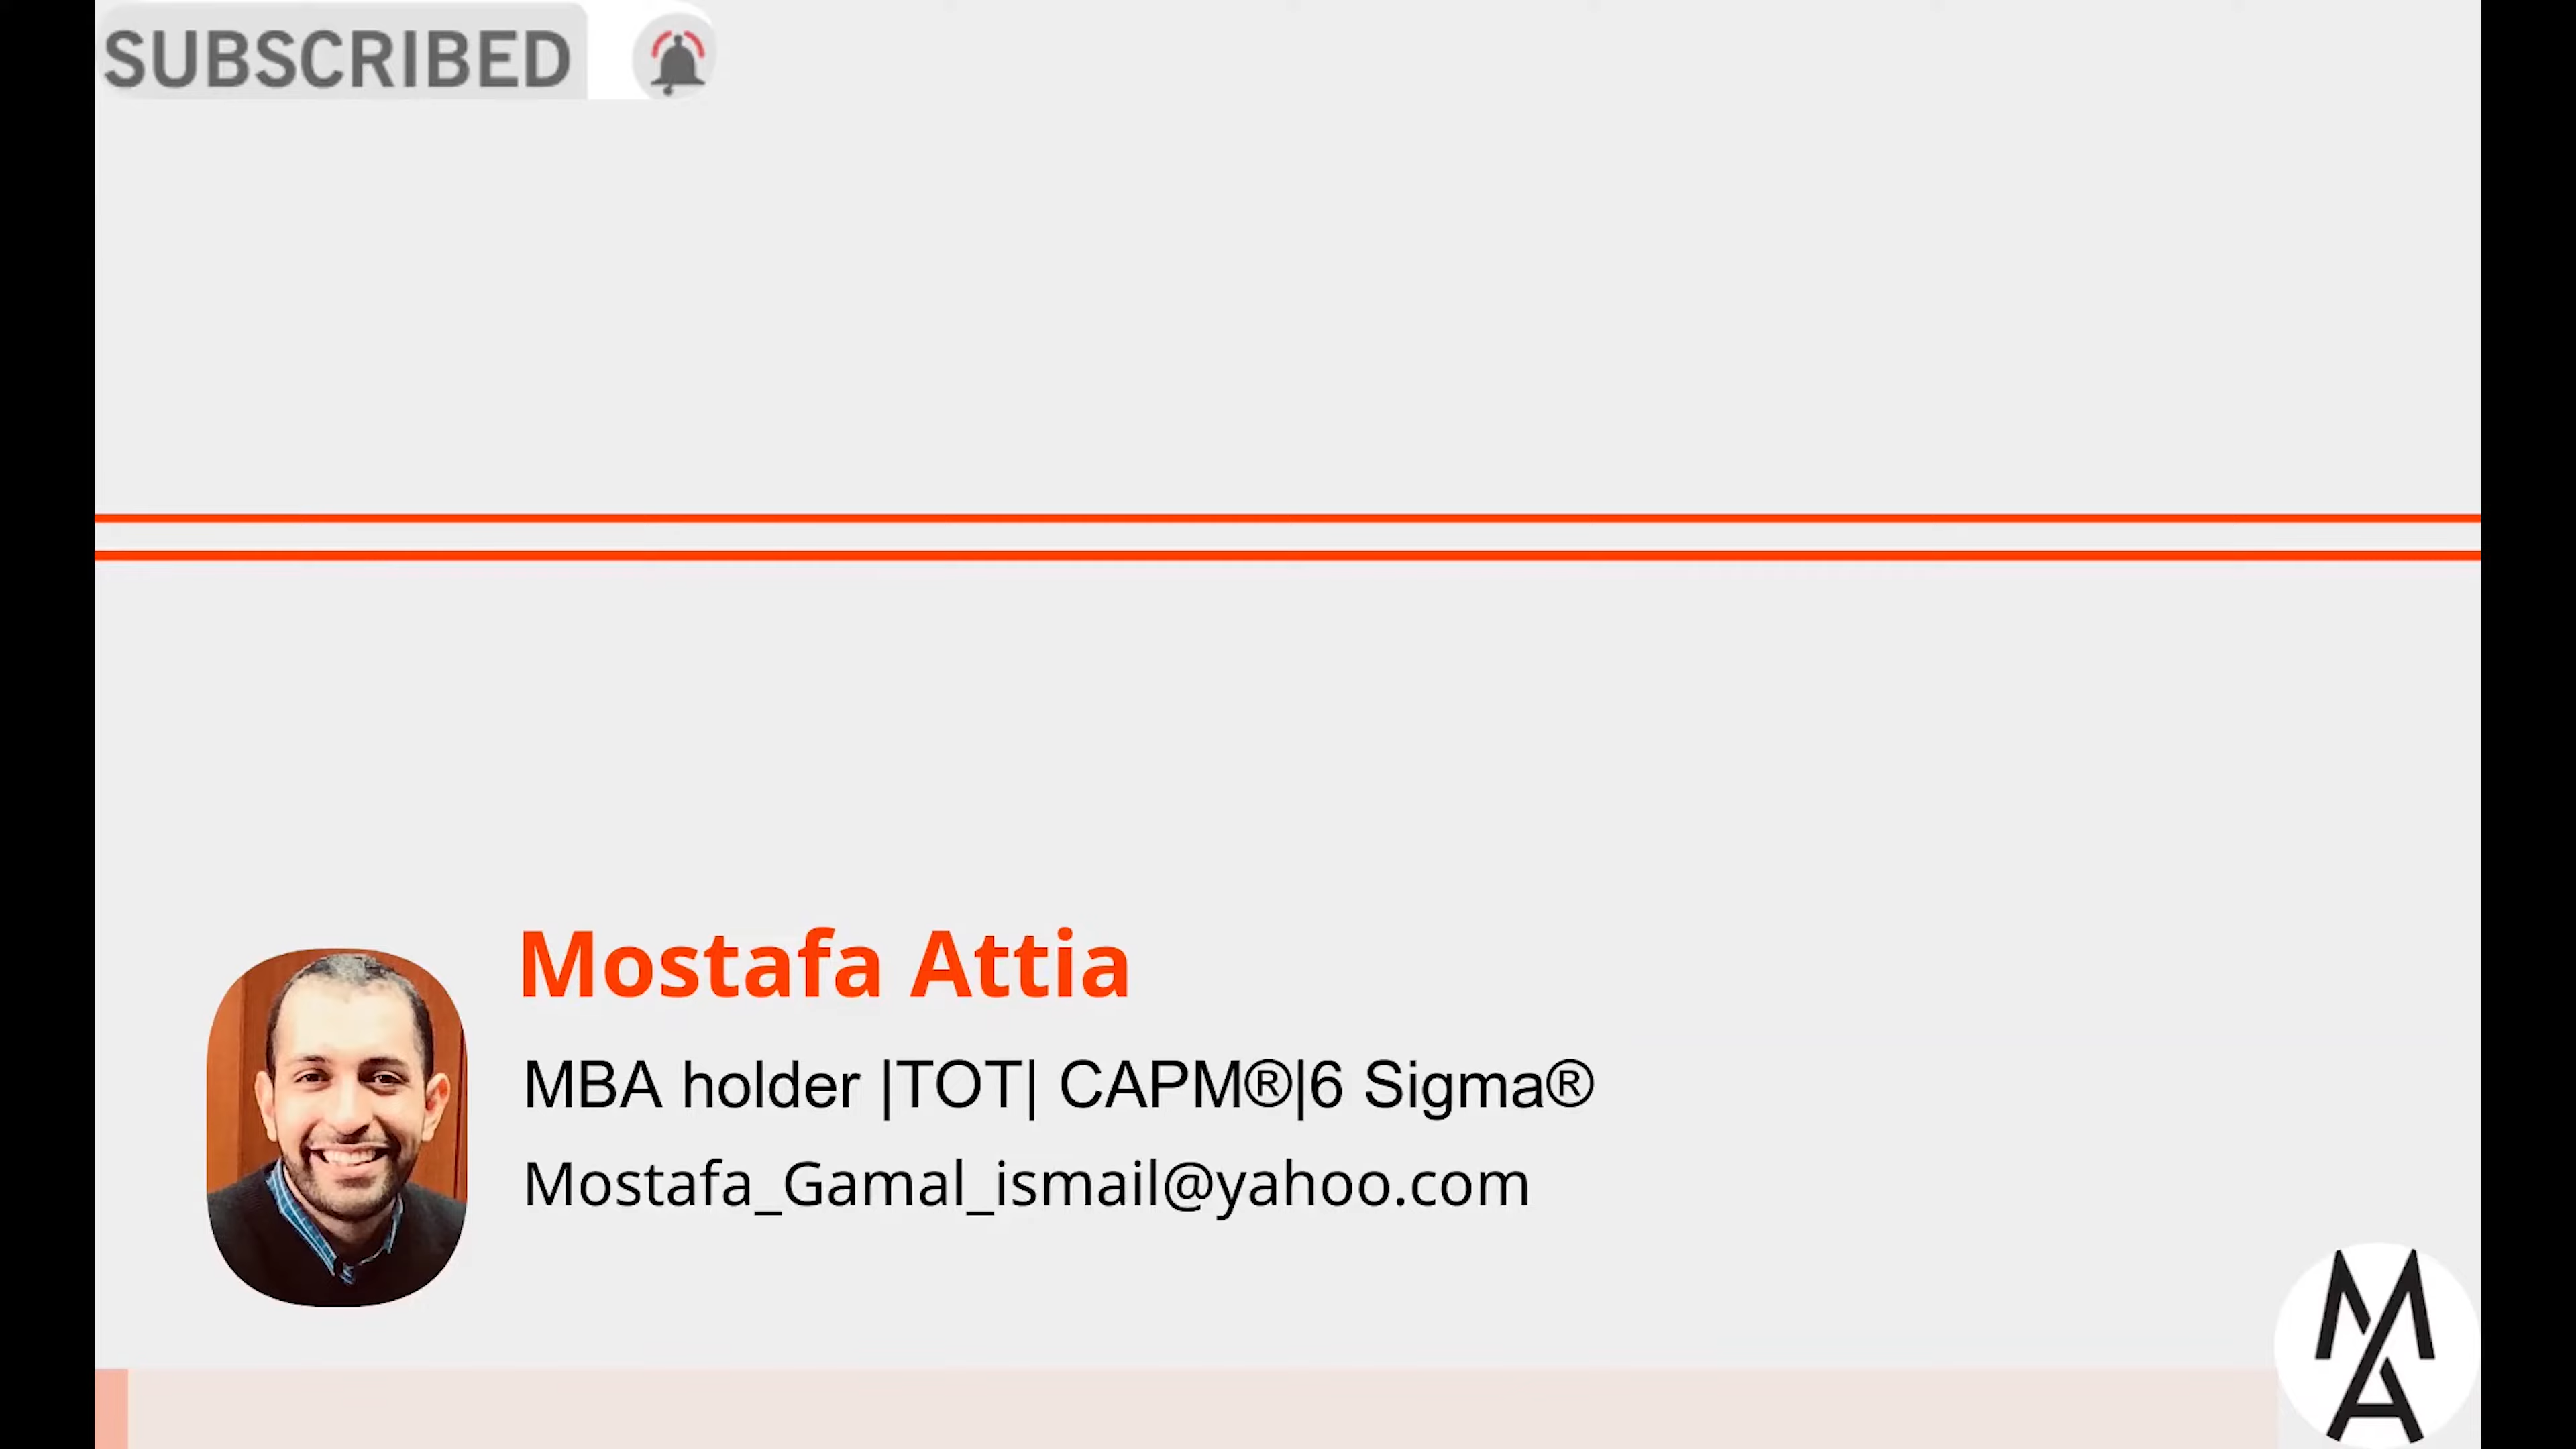 SUBSCRIBED
Mostafa Attia
MBA holder |TOT| CAPM®|6 Sigma®
Mostafa_Gamal_ismail@yahoo.com
MA